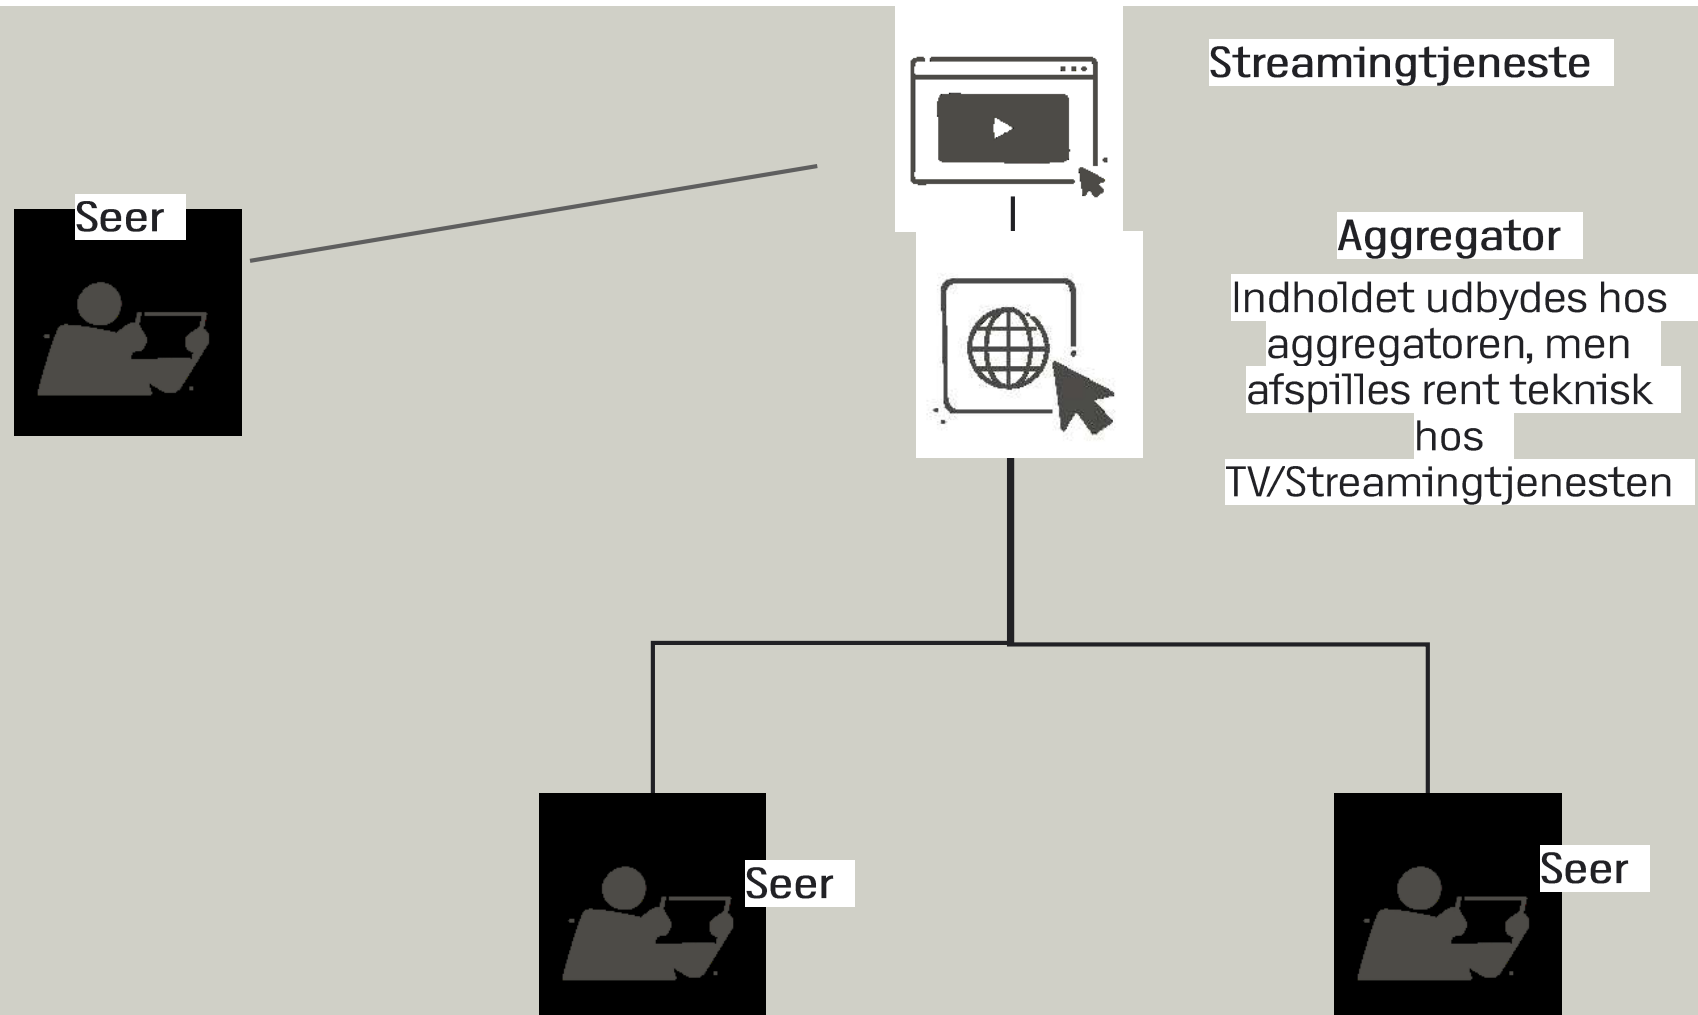 Streamingtjeneste
Seer
Aggregator
Indholdet udbydes hos
aggregatoren, men
afspilles rent teknisk
hos
TV/Streamingtjenesten
Seer
Seer